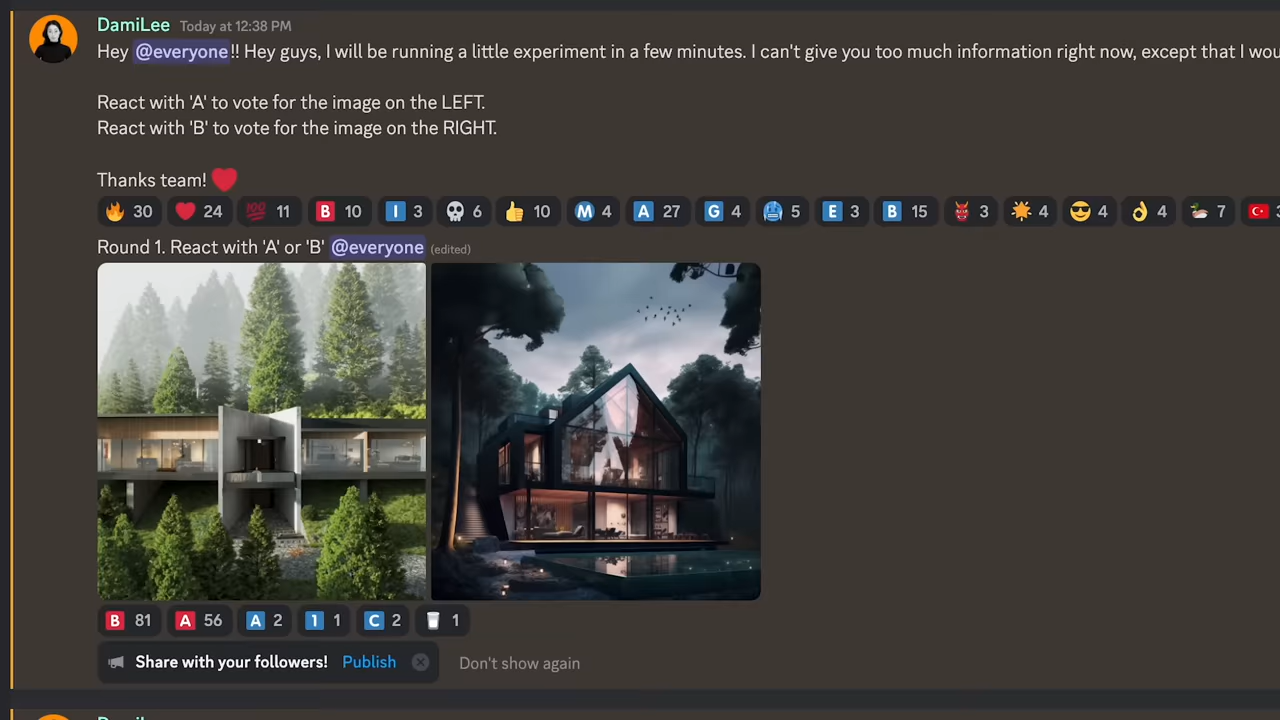 DamiLee Today at 12:38 PM
Hey @everyone!! Hey guys, I will be running a little experiment in a few minutes. I can't give you too much information right now, except that I
React with 'A' to vote for the image on the LEFT.
React with 'B' to vote for the image on the RIGHT.
Thanks team!
30 24 100 11 B 10 I 3 6 10 M 4 A 27 G 4 5 E 3 B 15 3 4 4 4 7
Round 1. React with 'A' or 'B' @everyone (edited)
B 81 A 56 A 2 1 1 C 2 1
Share with your followers! Publish Don't show again